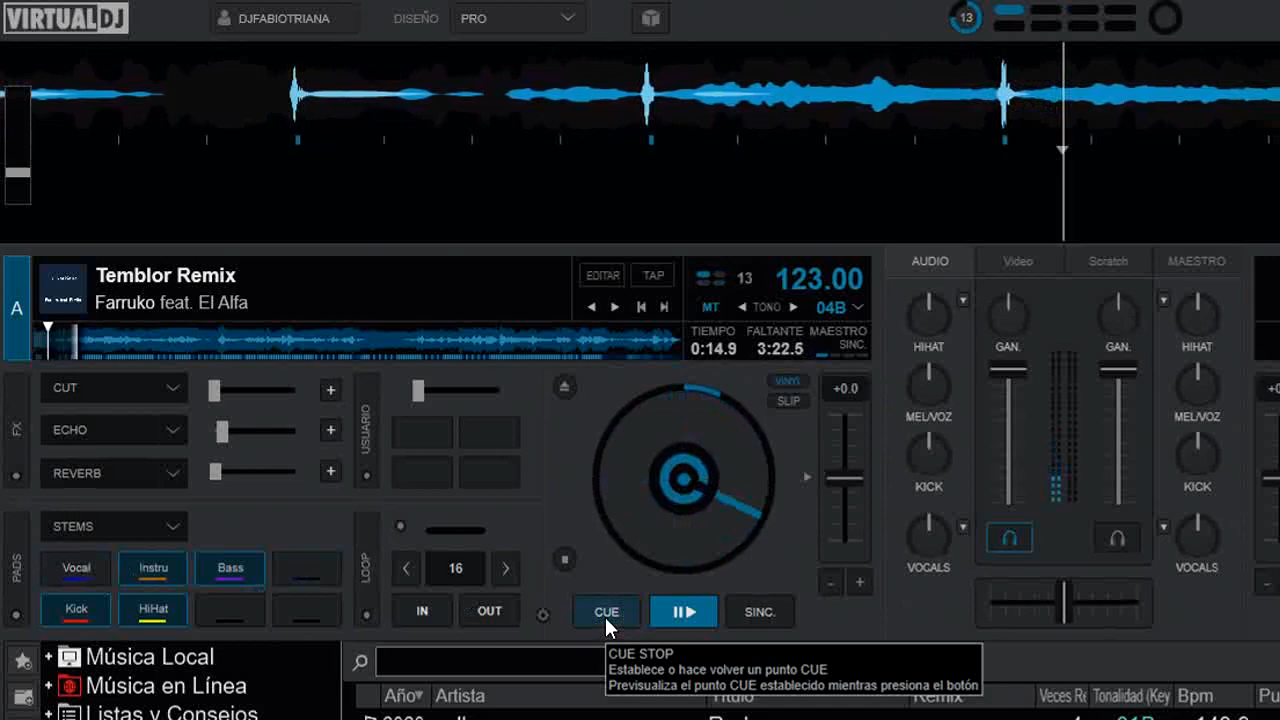 VIRTUALDJ
DJFABIOTRIANA
DISEÑO
PRO
13
A
Temblor Remix
Farruko feat. El Alfa
EDITAR
TAP
13
123.00
MT
TONO
04B
TIEMPO
FALTANTE
MAESTRO
SINC.
0:14.9
3:22.5
AUDIO
Video
Scratch
MAESTRO
HIHAT
GAN.
GAN.
HIHAT
MEL/VOZ
MEL/VOZ
KICK
KICK
VOCALS
VOCALS
FX
CUT
ECHO
REVERB
USUARIO
VINYL
SLIP
+0.0
PADS
STEMS
Vocal
Instru
Bass
Kick
HiHat
LOOP
16
IN
OUT
CUE
SINC.
CUE STOP
Establece o hace volver un punto CUE
Previsualiza el punto CUE establecido mientras presiona el botón
Música Local
Música en Línea
Listas y Consejos
Año
Artista
Título
Remix
Veces Re
Tonalidad (Key
Bpm